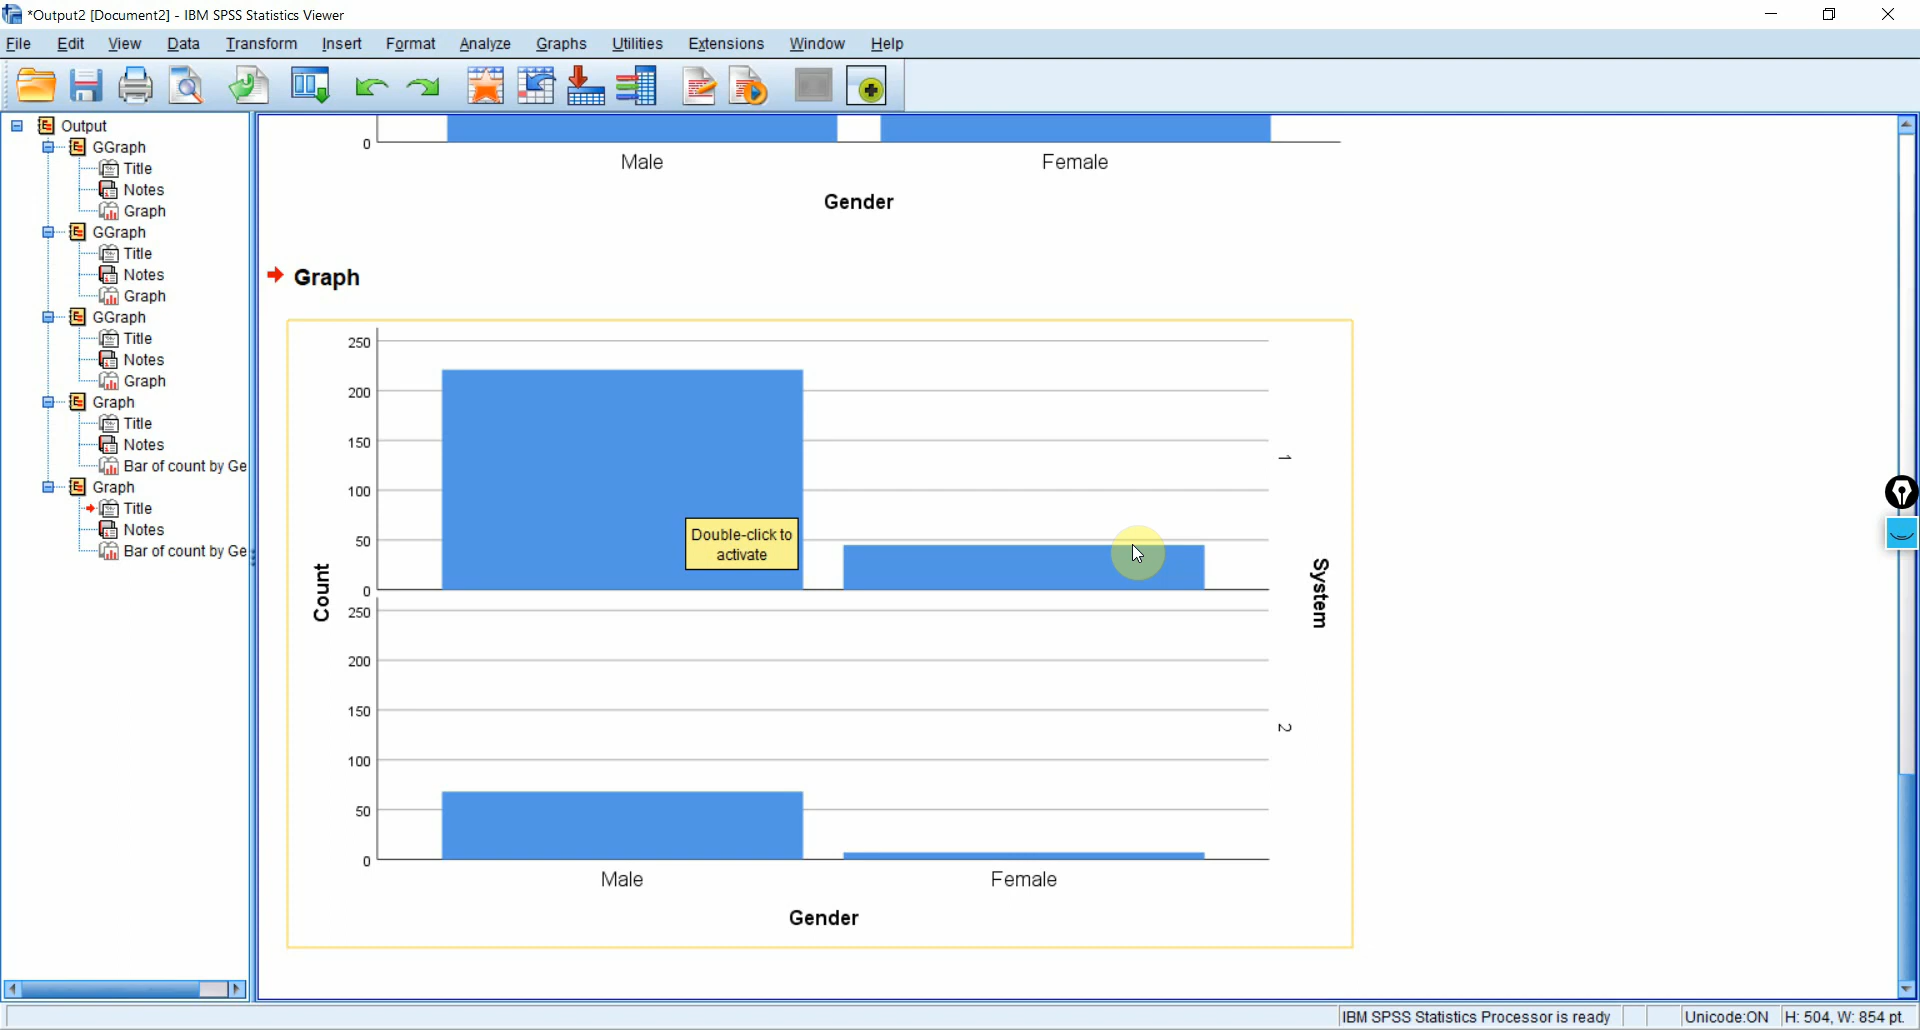 *Output2 [Document2] - IBM SPSS Statistics Viewer
File Edit View Data Transform Insert Format Analyze Graphs Utilities Extensions Window Help
Output
GGraph
Title
Notes
Graph
GGraph
Title
Notes
Graph
GGraph
Title
Notes
Graph
Graph
Title
Notes
Bar of count by Ge
Graph
Title
Notes
Bar of count by Ge
0
Male Female
Gender
Graph
250
200
150
100
50
0
1
Double-click to
activate
Count
System
250
200
150
100
50
0
2
Male Female
Gender
IBM SPSS Statistics Processor is ready Unicode:ON H: 504, W: 854 pt.